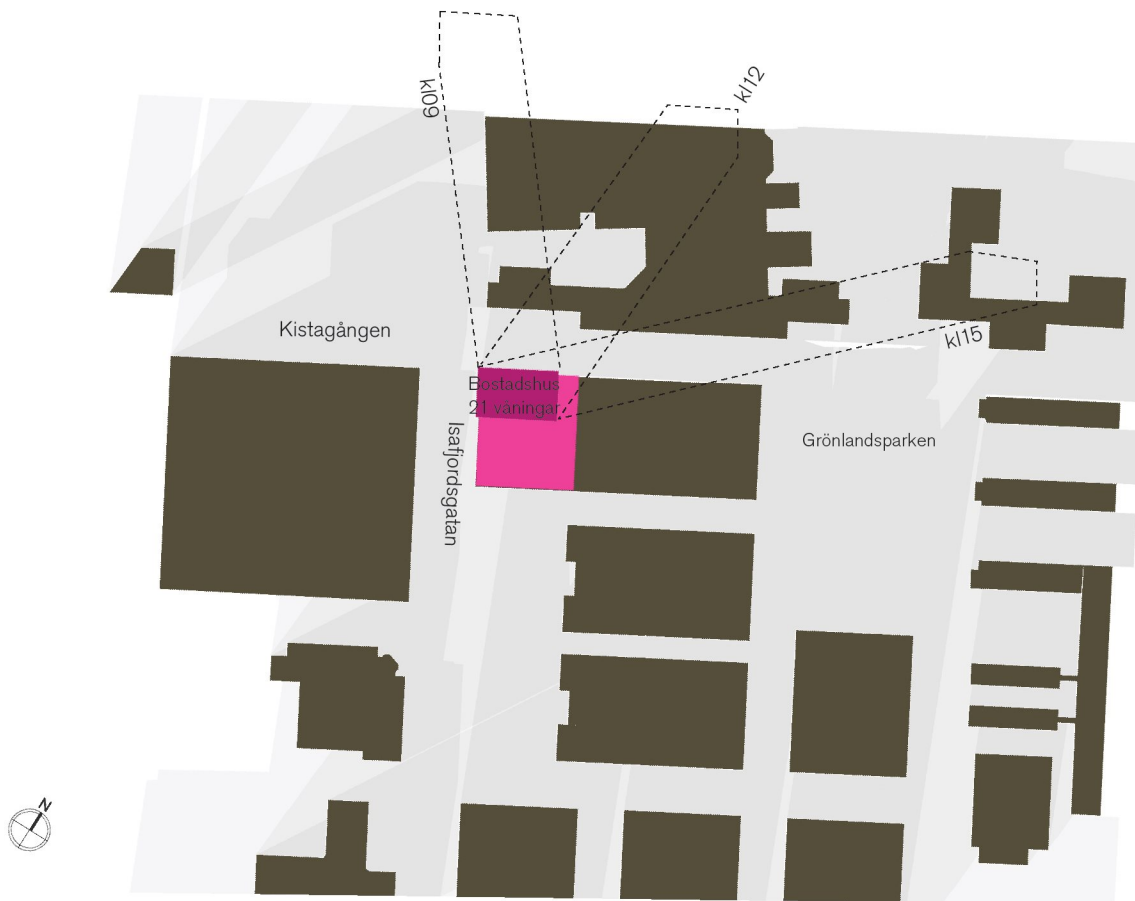 kl09
kl12
Kistagången
kl15
Bostadshus
21 våningar
Isafjordsgatan
Grönlandsparken
N